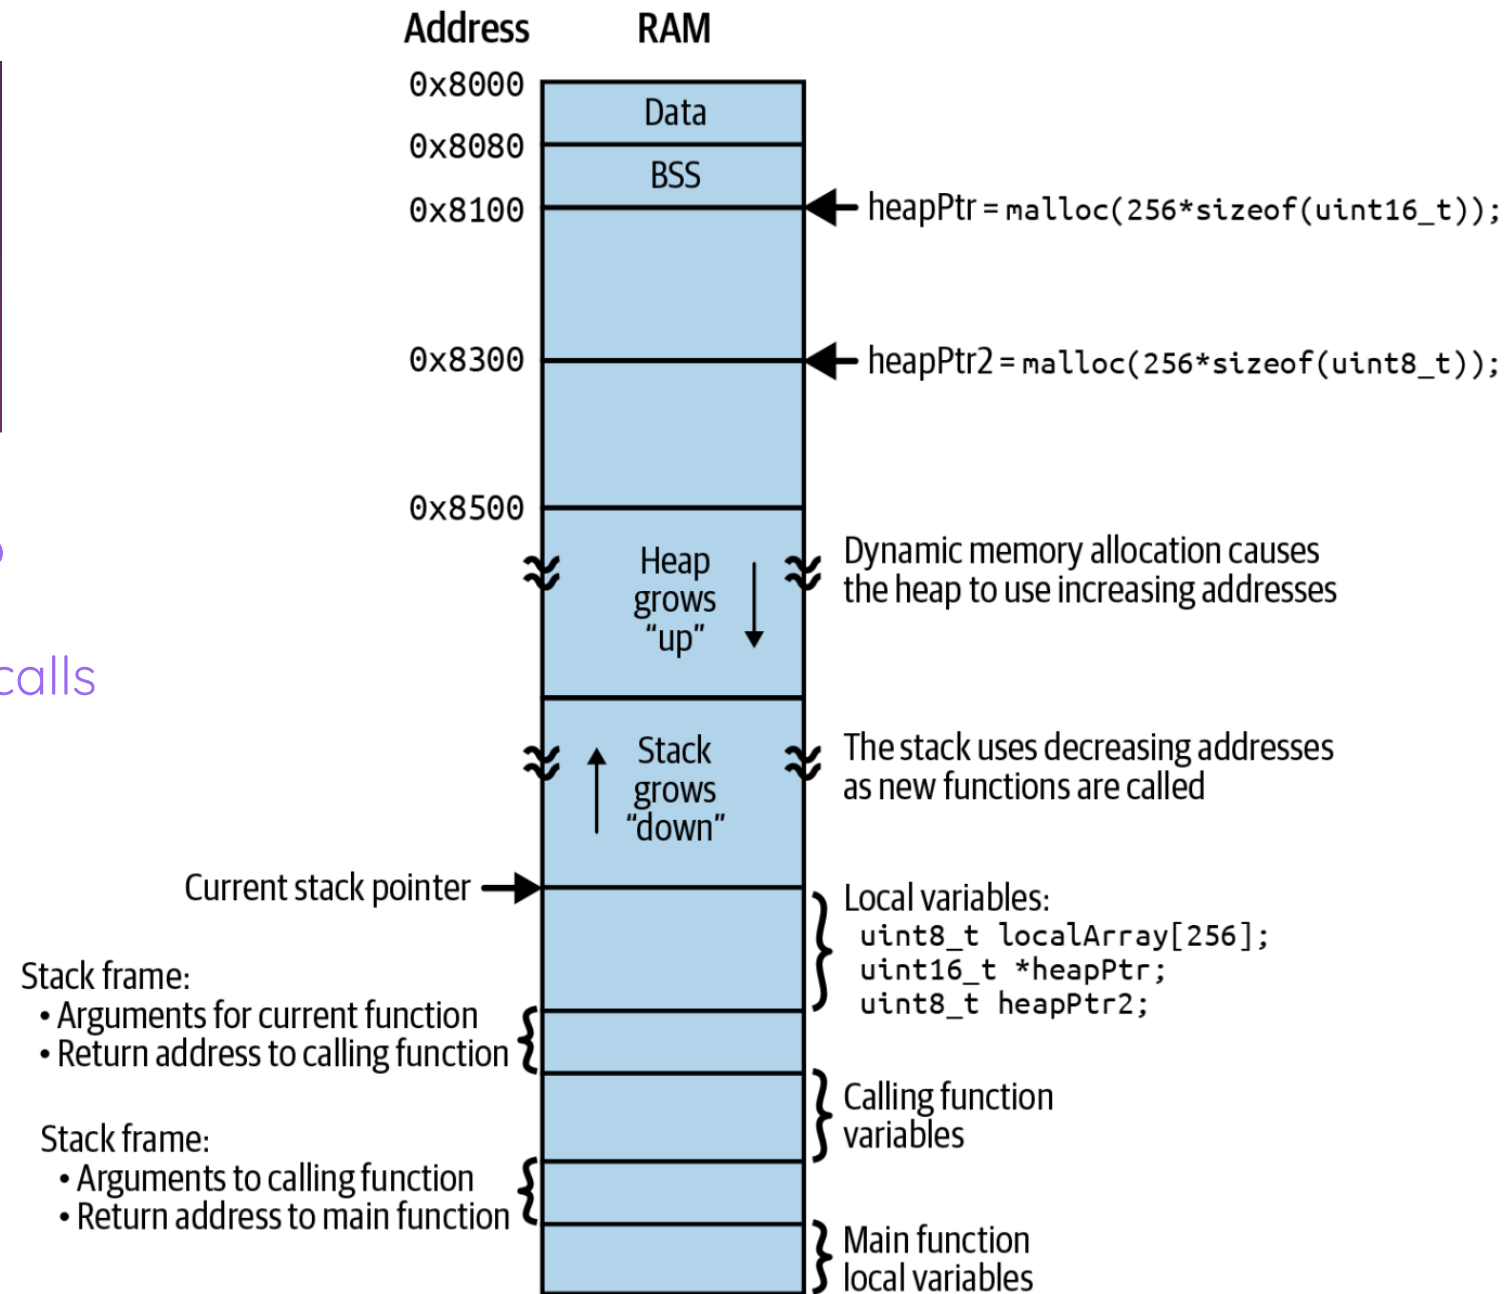 Address RAM
0x8000
Data
0x8080
BSS
0x8100
heapPtr = malloc(256*sizeof(uint16_t));
0x8300
heapPtr2 = malloc(256*sizeof(uint8_t));
0x8500
Heap
grows
“up”
Dynamic memory allocation causes
the heap to use increasing addresses
calls
Stack
grows
“down”
The stack uses decreasing addresses
as new functions are called
Current stack pointer
Local variables:
uint8_t localArray[256];
uint16_t *heapPtr;
uint8_t heapPtr2;
Stack frame:
• Arguments for current function
• Return address to calling function
Calling function
variables
Stack frame:
• Arguments to calling function
• Return address to main function
Main function
local variables